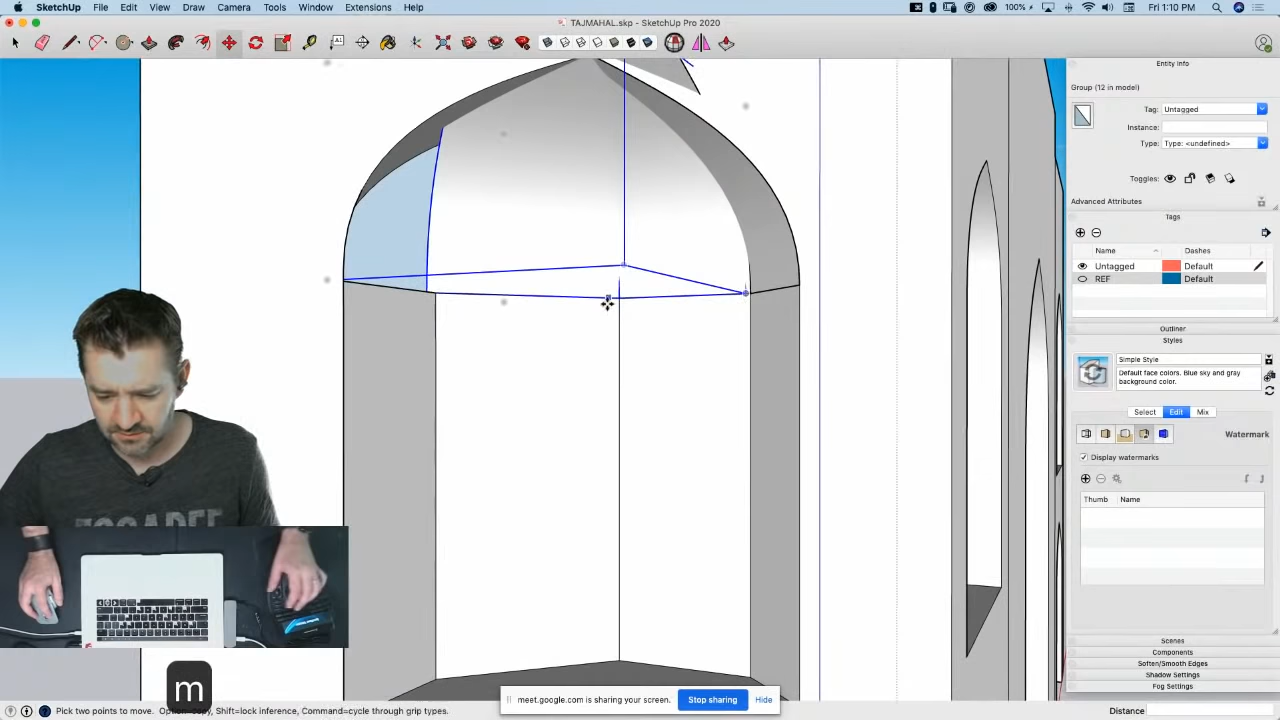 SketchUp File Edit View Draw Camera Tools Window Extensions Help
100% Fri 1:10 PM
TAJMAHAL.skp - SketchUp Pro 2020
Entity Info
Group (12 in model)
Tag: Untagged
Instance:
Type: Type: <undefined>
Toggles:
Advanced Attributes
Tags
Name Dashes
Untagged Default
REF Default
Outliner
Styles
Simple Style
Default face colors. Blue sky and gray
background color.
Select Edit Mix
Watermark
Display watermarks
Thumb Name
Scenes
Components
Soften/Smooth Edges
Shadow Settings
Fog Settings
m
meet.google.com is sharing your screen. Stop sharing Hide
Pick two points to move. Option=copy, Shift=lock inference, Command=cycle through grip types.
Distance